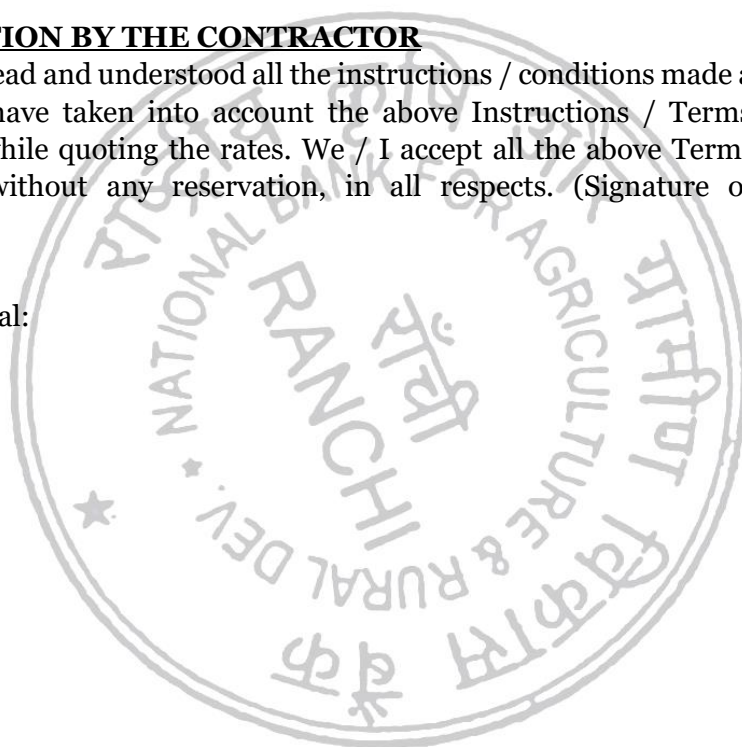 TION BY THE CONTRACTOR
ead and understood all the instructions / conditions made a
have taken into account the above Instructions / Terms
hile quoting the rates. We / I accept all the above Term
without any reservation, in all respects. (Signature o
al:
राष्ट्रीय कृषि और ग्रामीण विकास बैंक
NATIONAL BANK FOR AGRICULTURE & RURAL DEV.
RANCHI
राँची